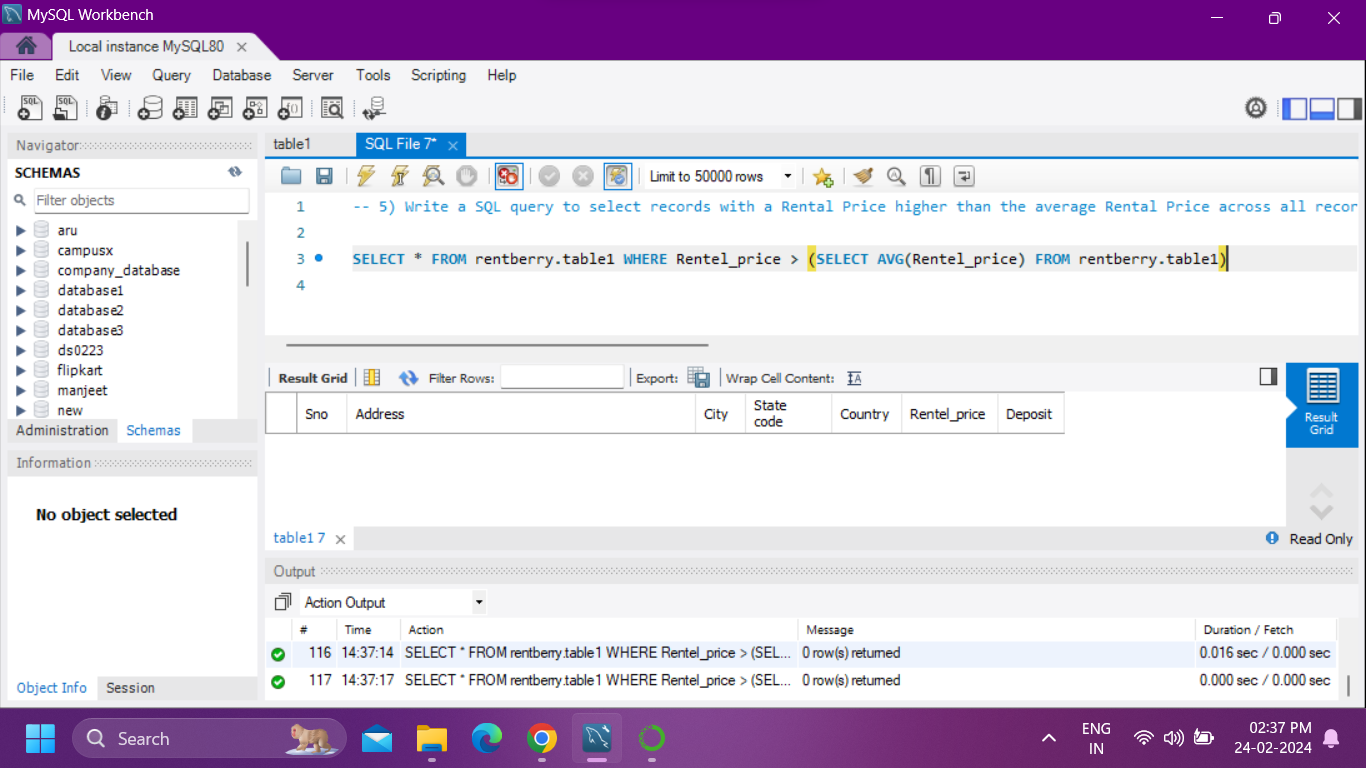 MySQL Workbench
Local instance MySQL80
File Edit View Query Database Server Tools Scripting Help
Navigator
SCHEMAS
Filter objects
aru
campusx
company_database
database1
database2
database3
ds0223
flipkart
manjeet
new
Administration Schemas
Information
No object selected
Object Info Session
table1 SQL File 7*
Limit to 50000 rows
1 -- 5) Write a SQL query to select records with a Rental Price higher than the average Rental Price across all recor
2
3 SELECT * FROM rentberry.table1 WHERE Rentel_price > (SELECT AVG(Rentel_price) FROM rentberry.table1)
4
Result Grid Filter Rows: Export: Wrap Cell Content:
Sno Address City State code Country Rentel_price Deposit
Result Grid
table1 7
Read Only
Output
Action Output
# Time Action Message Duration / Fetch
116 14:37:14 SELECT * FROM rentberry.table1 WHERE Rentel_price > (SEL... 0 row(s) returned 0.016 sec / 0.000 sec
117 14:37:17 SELECT * FROM rentberry.table1 WHERE Rentel_price > (SEL... 0 row(s) returned 0.000 sec / 0.000 sec
Search
ENG
IN
02:37 PM
24-02-2024